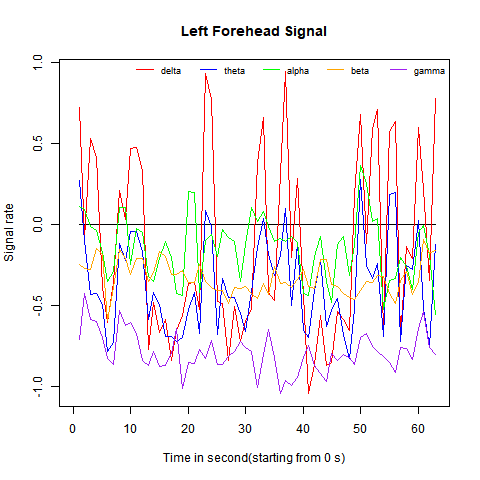 Left Forehead Signal
delta theta alpha beta gamma
1.0
0.5
0.0
-0.5
-1.0
Signal rate
0 10 20 30 40 50 60
Time in second(starting from 0 s)